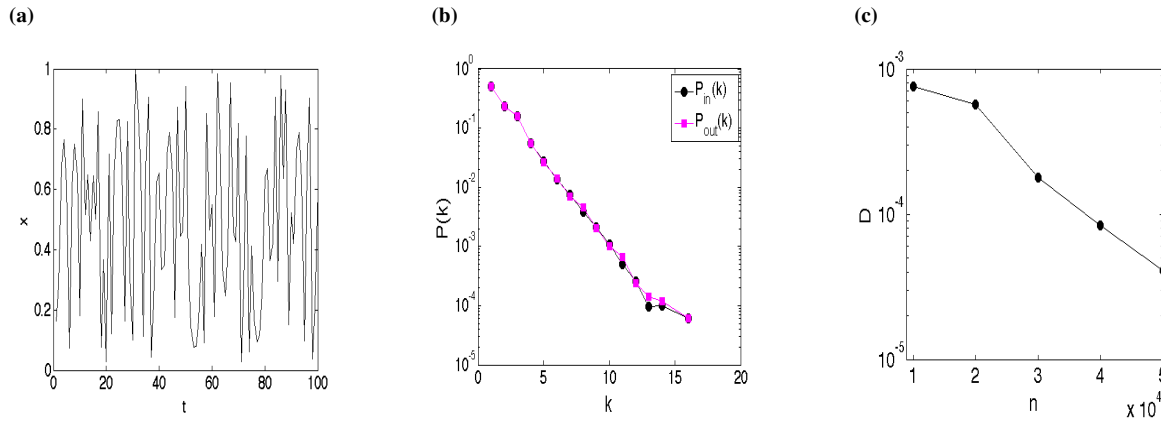 (a)
(b)
(c)
1
0.8
0.6
0.4
0.2
0
x
0 20 40 60 80 100
t
10^0
10^-1
10^-2
10^-3
10^-4
10^-5
P(k)
P_in(k)
P_out(k)
0 5 10 15 20
k
10^-3
10^-4
10^-5
D
1 2 3 4 5
n
x 10^4